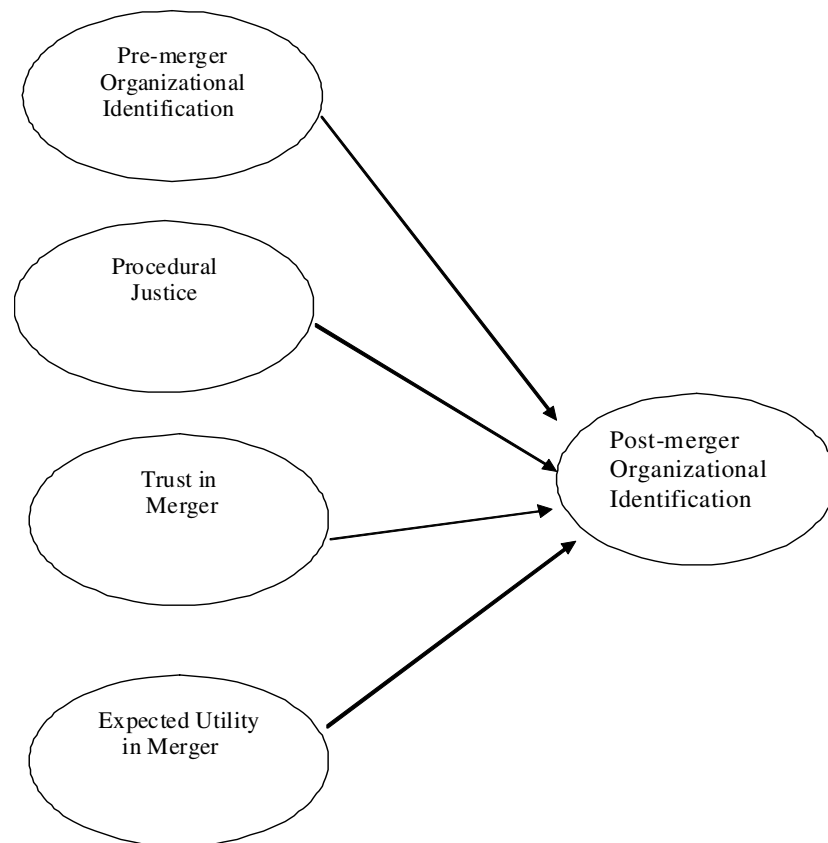 Pre-merger
Organizational
Identification
Procedural
Justice
Trust in
Merger
Expected Utility
in Merger
Post-merger
Organizational
Identification